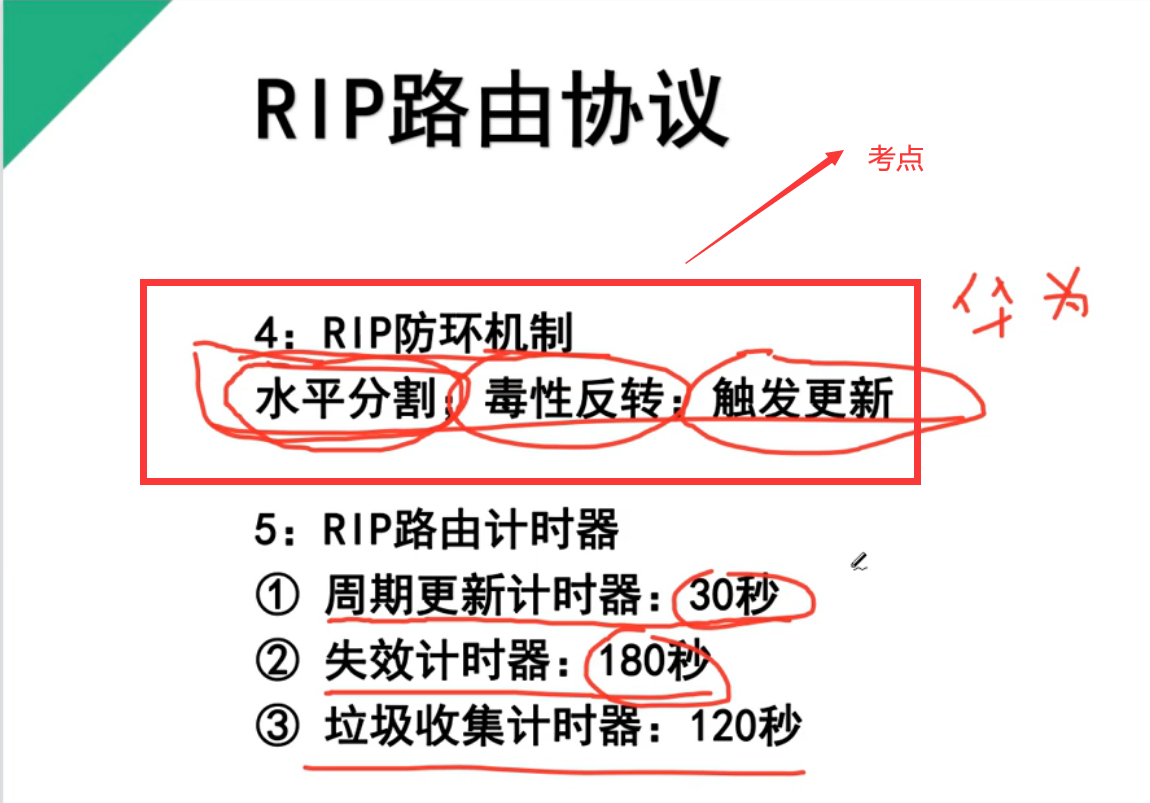 RIP路由协议
考点
华为
4：RIP防环机制
水平分割；毒性反转；触发更新
5：RIP路由计时器
① 周期更新计时器：30秒
② 失效计时器：180秒
③ 垃圾收集计时器：120秒